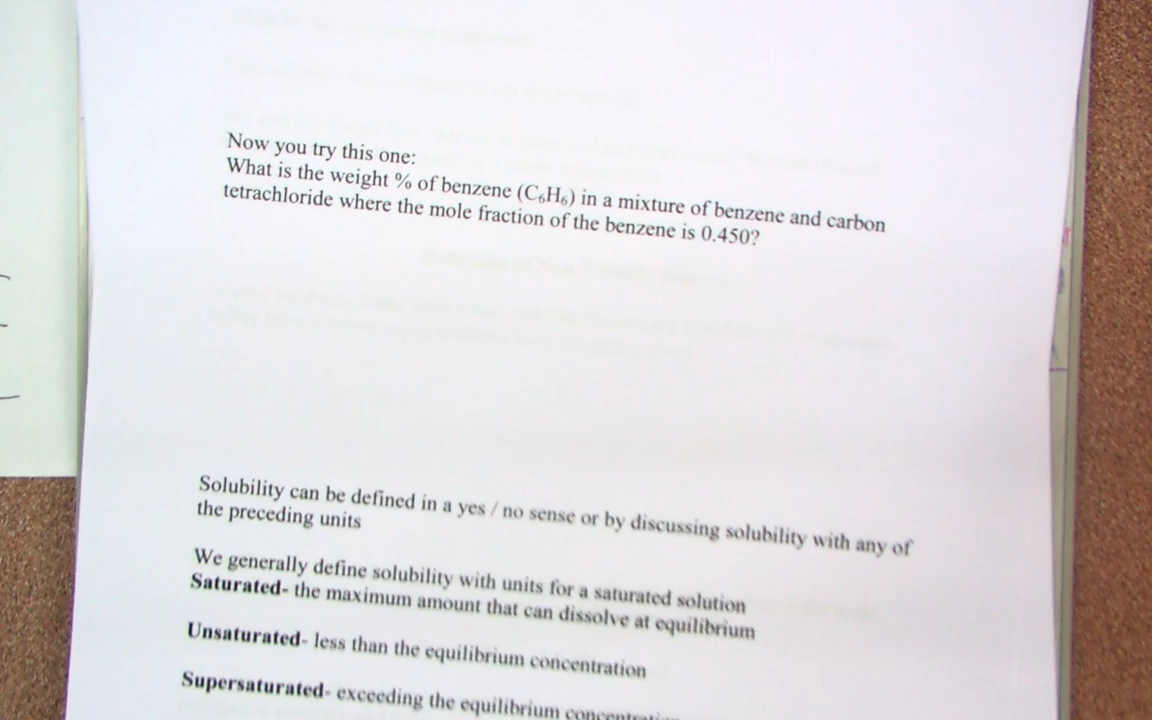 Now you try this one:
What is the weight % of benzene (C₆H₆) in a mixture of benzene and carbon
tetrachloride where the mole fraction of the benzene is 0.450?
Solubility can be defined in a yes / no sense or by discussing solubility with any of
the preceding units
We generally define solubility with units for a saturated solution
Saturated- the maximum amount that can dissolve at equilibrium
Unsaturated- less than the equilibrium concentration
Supersaturated- exceeding the equilibrium